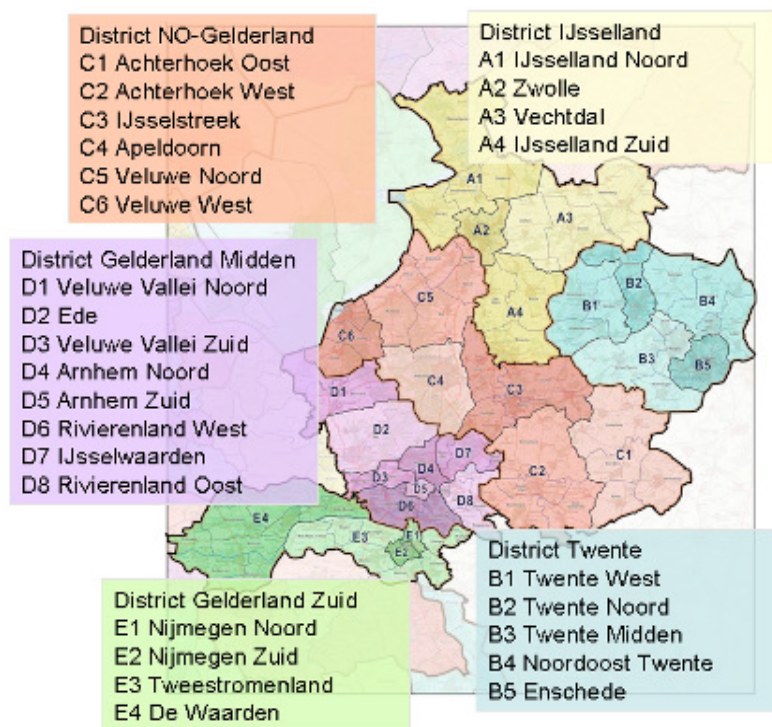 District NO-Gelderland
C1 Achterhoek Oost
C2 Achterhoek West
C3 IJsselstreek
C4 Apeldoorn
C5 Veluwe Noord
C6 Veluwe West
District IJsselland
A1 IJsselland Noord
A2 Zwolle
A3 Vechtdal
A4 IJsselland Zuid
District Gelderland Midden
D1 Veluwe Vallei Noord
D2 Ede
D3 Veluwe Vallei Zuid
D4 Arnhem Noord
D5 Arnhem Zuid
D6 Rivierenland West
D7 IJsselwaarden
D8 Rivierenland Oost
A1
A2
A3
A4
B1
B2
B4
B3
B5
C5
C6
C4
C3
D1
D2
C2
C1
D3
D4
D7
D5
D6
D8
E4
E3
E1
E2
District Gelderland Zuid
E1 Nijmegen Noord
E2 Nijmegen Zuid
E3 Tweestromenland
E4 De Waarden
District Twente
B1 Twente West
B2 Twente Noord
B3 Twente Midden
B4 Noordoost Twente
B5 Enschede